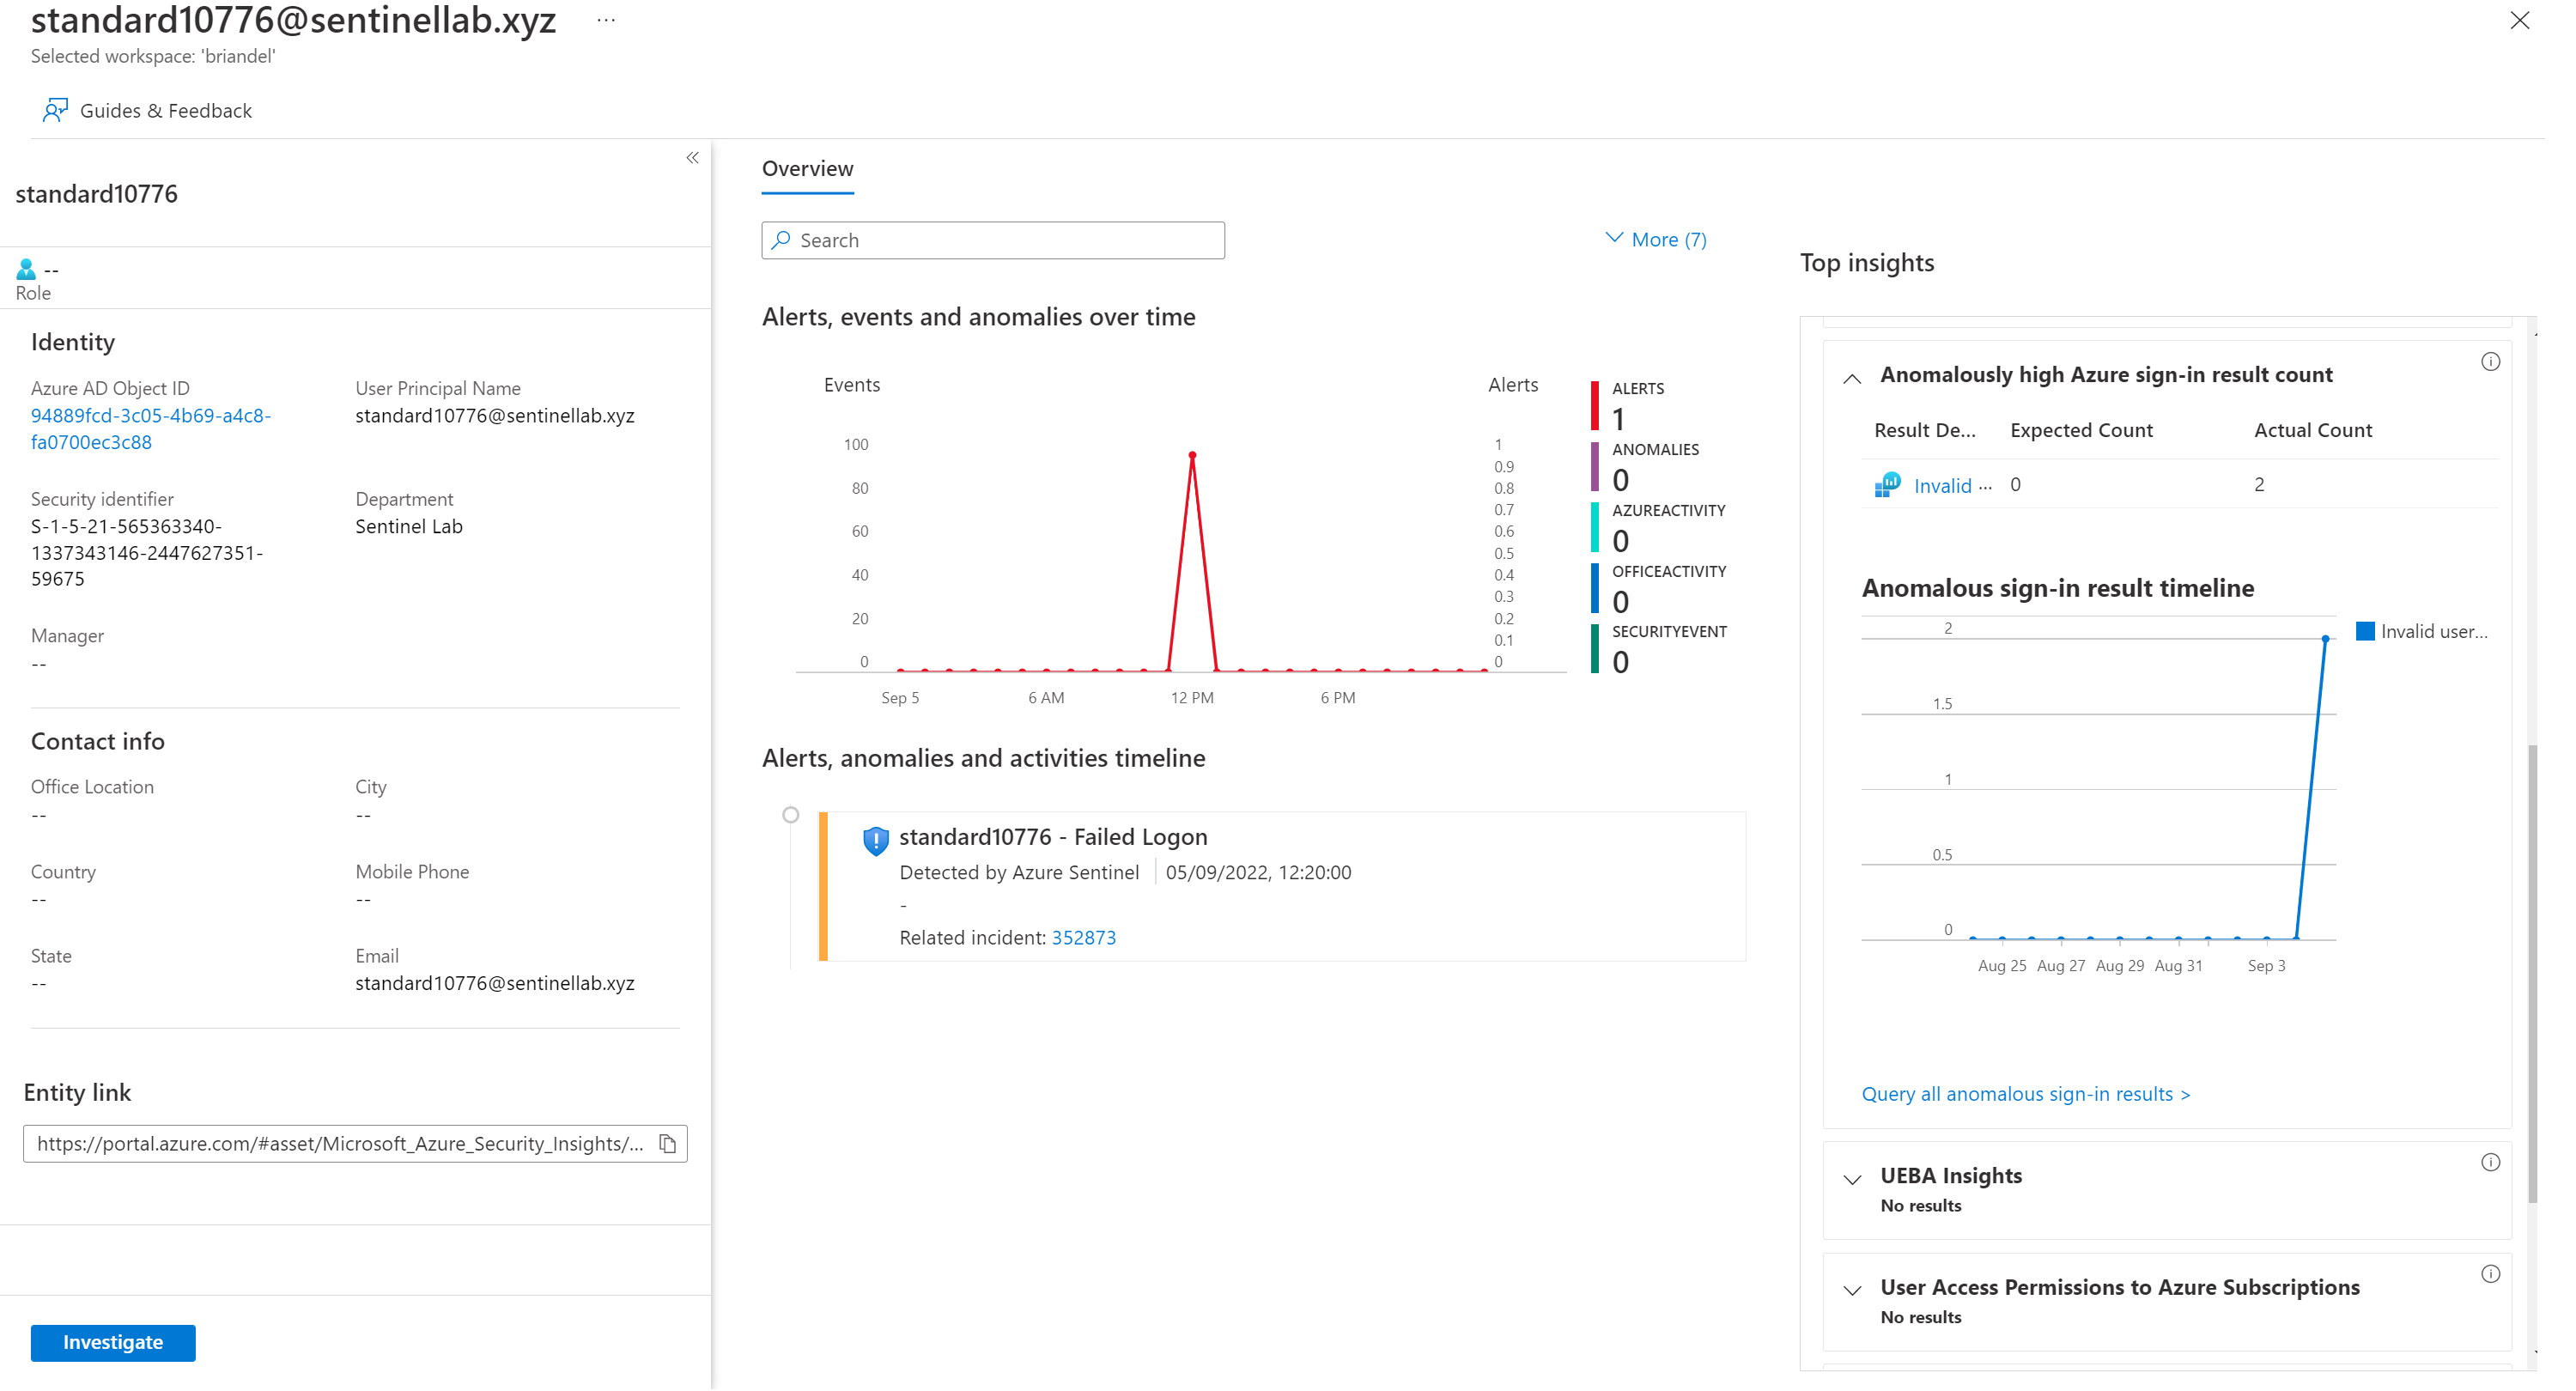 standard10776@sentinellab.xyz ...
Selected workspace: 'briandel'
Guides & Feedback
standard10776
--
Role
Identity
Azure AD Object ID
94889fcd-3c05-4b69-a4c8-
fa0700ec3c88
User Principal Name
standard10776@sentinellab.xyz
Security identifier
S-1-5-21-565363340-
1337343146-2447627351-
59675
Department
Sentinel Lab
Manager
--
Contact info
Office Location
--
City
--
Country
--
Mobile Phone
--
State
--
Email
standard10776@sentinellab.xyz
Entity link
https://portal.azure.com/#asset/Microsoft_Azure_Security_Insights/...
Investigate
Overview
Search
More (7)
Alerts, events and anomalies over time
Events
Alerts
100
80
60
40
20
0
1
0.9
0.8
0.7
0.6
0.5
0.4
0.3
0.2
0.1
0
Sep 5
6 AM
12 PM
6 PM
ALERTS
1
ANOMALIES
0
AZUREACTIVITY
0
OFFICEACTIVITY
0
SECURITYEVENT
0
Alerts, anomalies and activities timeline
standard10776 - Failed Logon
Detected by Azure Sentinel | 05/09/2022, 12:20:00
-
Related incident: 352873
Top insights
Anomalously high Azure sign-in result count
Result De... Expected Count Actual Count
Invalid ... 0 2
Anomalous sign-in result timeline
2
1.5
1
0.5
0
Aug 25 Aug 27 Aug 29 Aug 31 Sep 3
Invalid user...
Query all anomalous sign-in results >
UEBA Insights
No results
User Access Permissions to Azure Subscriptions
No results